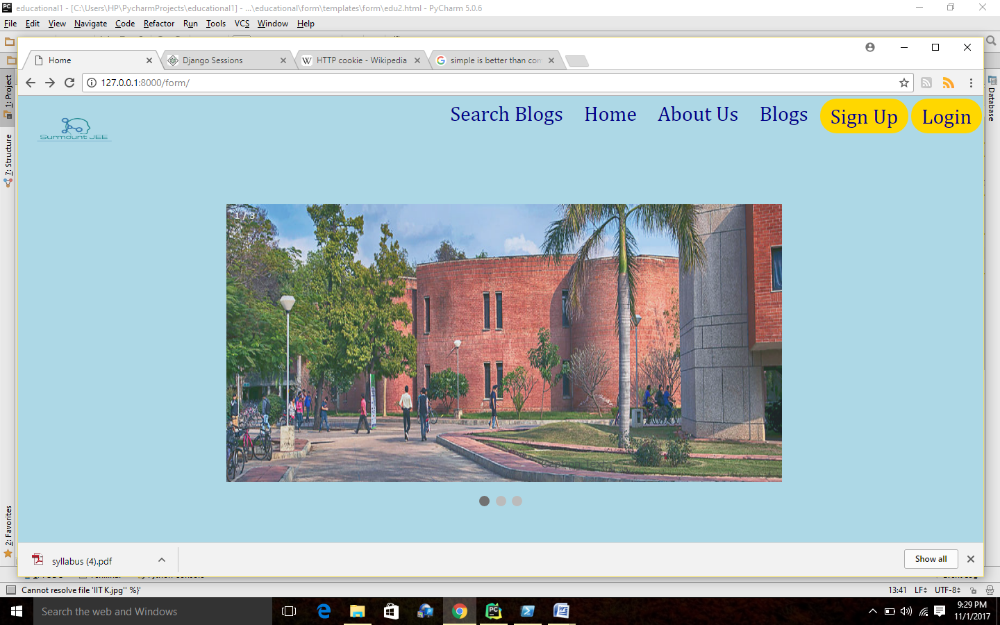 educational1 - [C:\Users\HP\PycharmProjects\educational1] - ...\educational\form\templates\form\edu2.html - PyCharm 5.0.6
File Edit View Navigate Code Refactor Run Tools VCS Window Help
Home Django Sessions HTTP cookie - Wikipedia simple is better than com
127.0.0.1:8000/form/
1: Project
7: Structure
2: Favorites
Database
Surmount JEE
Search Blogs Home About Us Blogs Sign Up Login
1 / 3
Caption Text
syllabus (4).pdf
Show all
Cannot resolve file 'IIT K.jpg'' %}'
13:41 LF UTF-8
Search the web and Windows
9:29 PM
11/1/2017